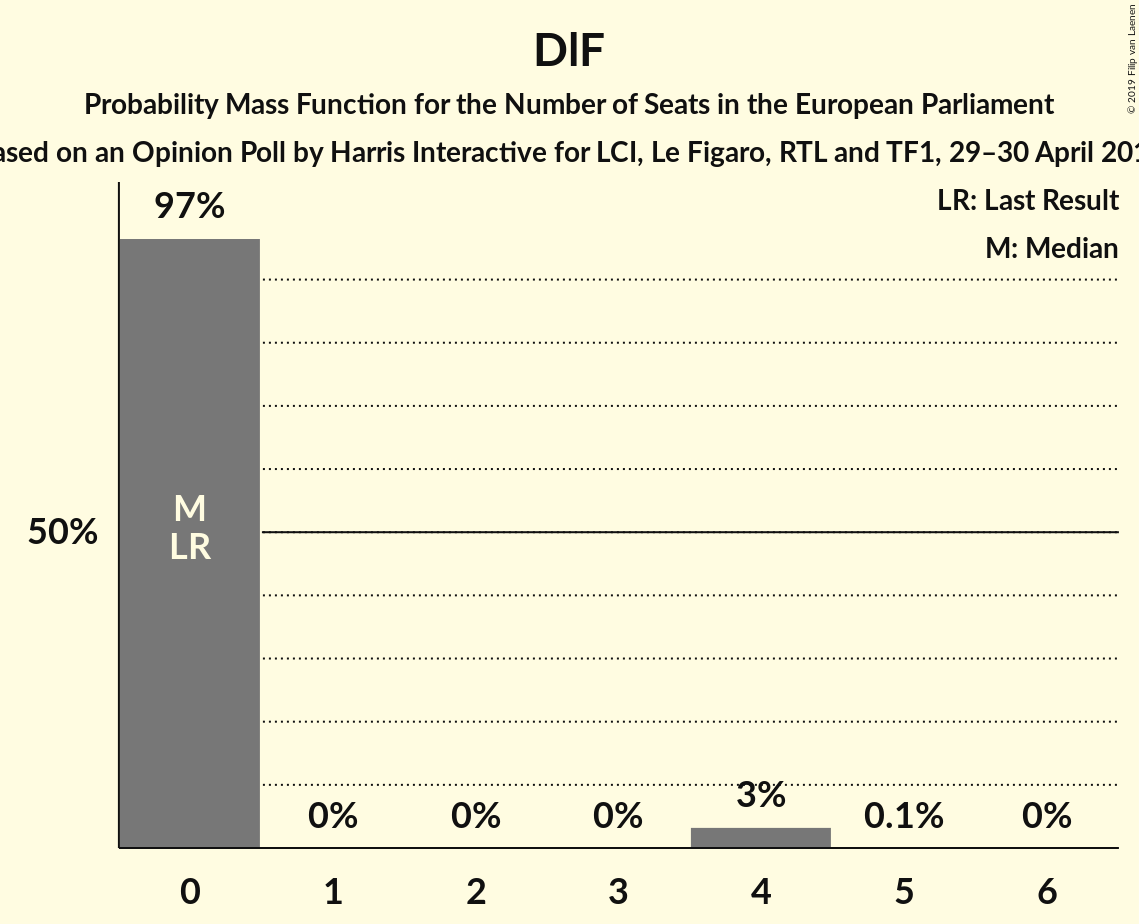 DlF
Probability Mass Function for the Number of Seats in the European Parliament
ased on an Opinion Poll by Harris Interactive for LCI, Le Figaro, RTL and TF1, 29–30 April 201
© 2019 Filip van Laenen
LR: Last Result
M: Median
97%
M
LR
50%
0% 0% 0% 3% 0.1% 0%
0 1 2 3 4 5 6